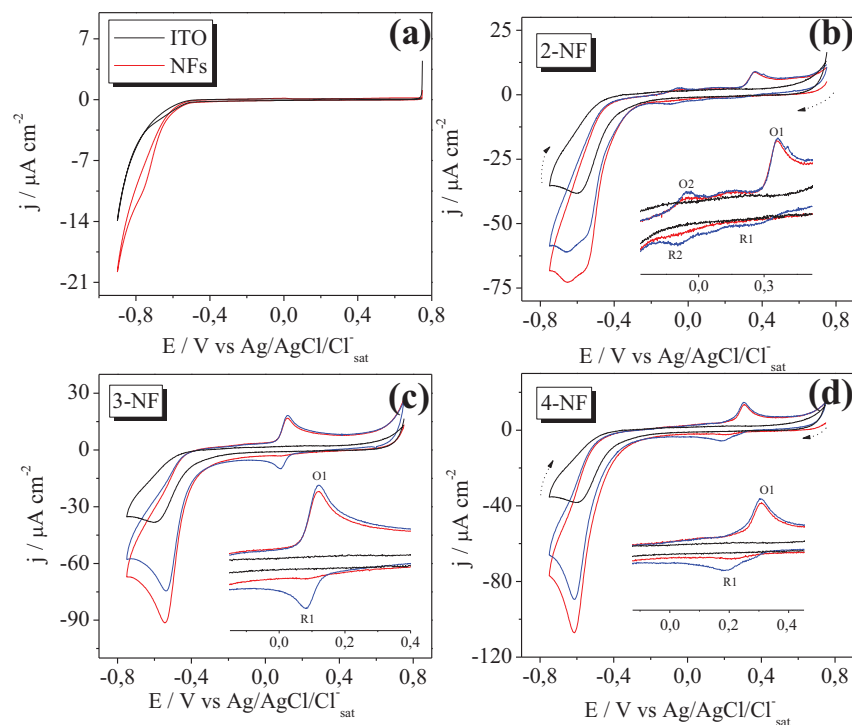 (a)
ITO
NFs
7
0
-7
-14
-21
j / μA cm⁻²
-0,8 -0,4 0,0 0,4 0,8
E / V vs Ag/AgCl/Cl⁻sat
(b)
2-NF
25
0
-25
-50
-75
j / μA cm⁻²
O1
O2
R1
R2
0,0 0,3
-0,8 -0,4 0,0 0,4 0,8
E / V vs Ag/AgCl/Cl⁻sat
(c)
3-NF
30
0
-30
-60
-90
j / μA cm⁻²
O1
R1
0,0 0,2 0,4
-0,8 -0,4 0,0 0,4 0,8
E / V vs Ag/AgCl/Cl⁻sat
(d)
4-NF
40
0
-40
-80
-120
j / μA cm⁻²
O1
R1
0,0 0,2 0,4
-0,8 -0,4 0,0 0,4 0,8
E / V vs Ag/AgCl/Cl⁻sat